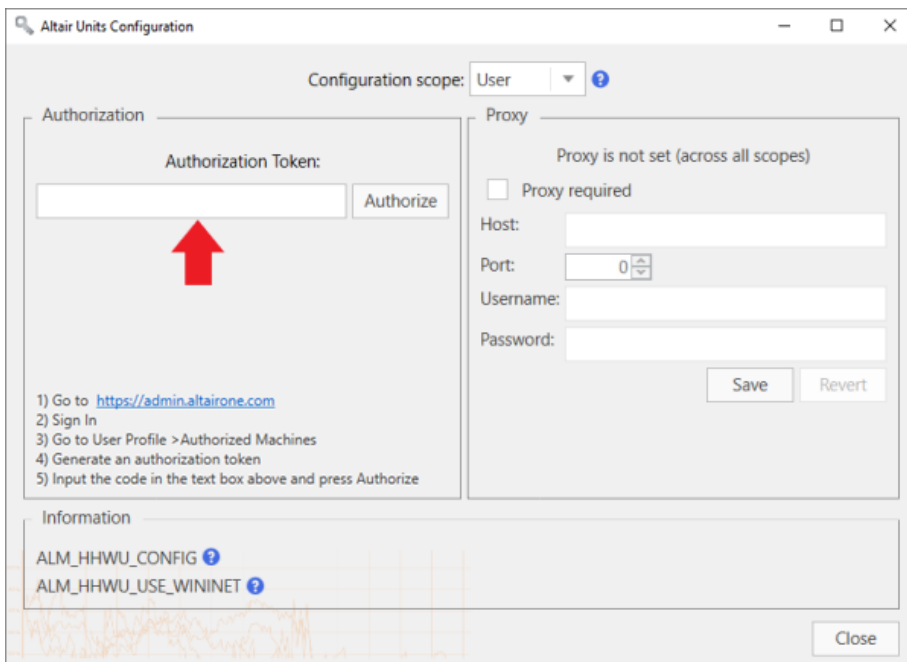 Altair Units Configuration
Configuration scope: User
Authorization
Authorization Token:
Authorize
1) Go to https://admin.altairone.com
2) Sign In
3) Go to User Profile >Authorized Machines
4) Generate an authorization token
5) Input the code in the text box above and press Authorize
Proxy
Proxy is not set (across all scopes)
Proxy required
Host:
Port: 0
Username:
Password:
Save Revert
Information
ALM_HHWU_CONFIG ?
ALM_HHWU_USE_WININET ?
Close